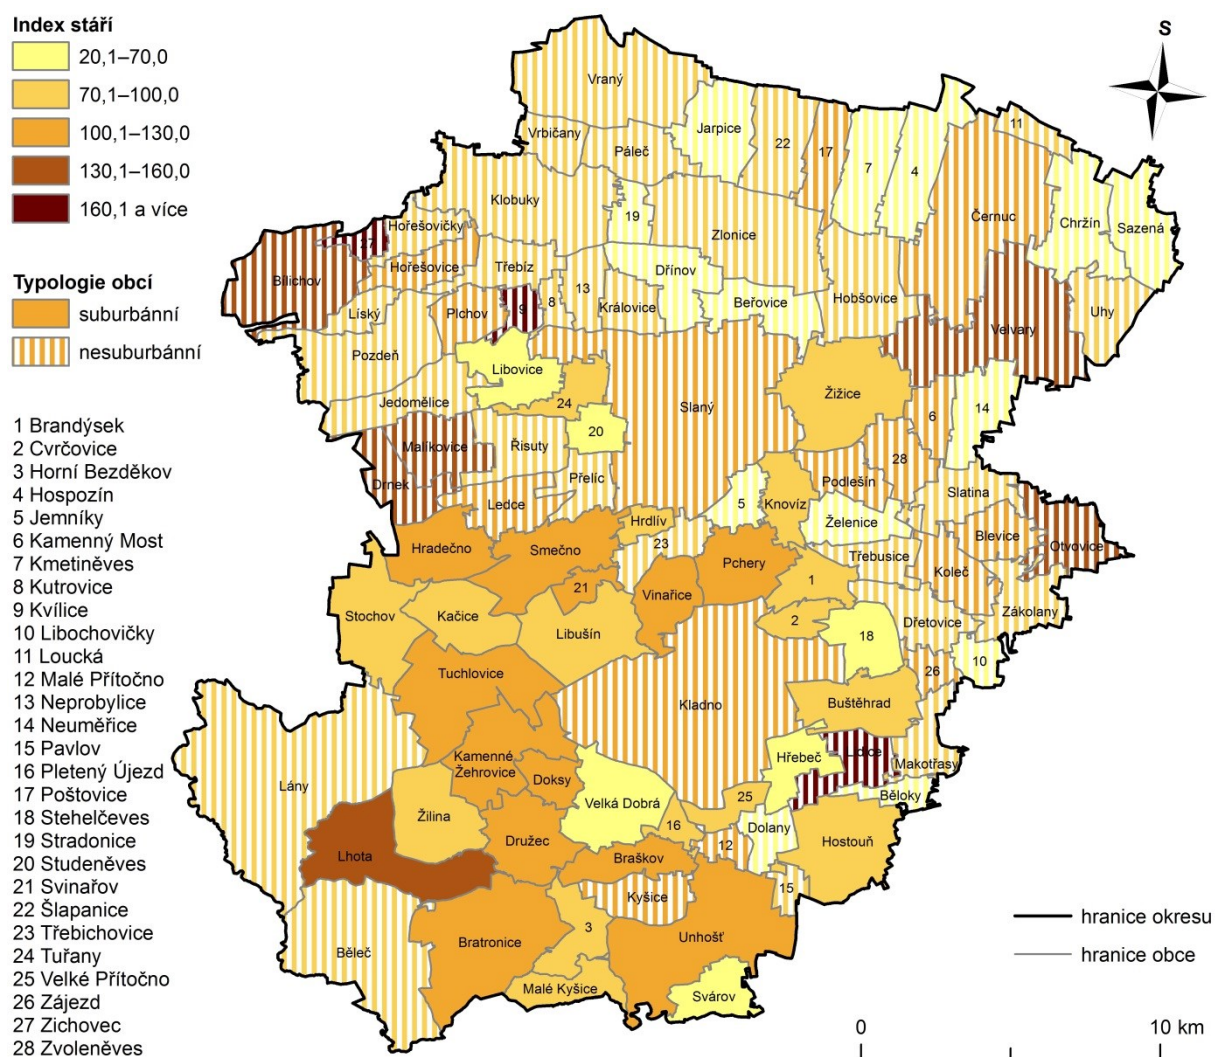 Index stáří
20,1–70,0
70,1–100,0
100,1–130,0
130,1–160,0
160,1 a více
Typologie obcí
suburbánní
nesuburbánní
1 Brandýsek
2 Cvrčovice
3 Horní Bezděkov
4 Hospozín
5 Jemníky
6 Kamenný Most
7 Kmetiněves
8 Kutrovice
9 Kvílice
10 Libochovičky
11 Loucká
12 Malé Přítočno
13 Neprobylice
14 Neuměřice
15 Pavlov
16 Pletený Újezd
17 Poštovice
18 Stehelčeves
19 Stradonice
20 Studeněves
21 Svinařov
22 Šlapanice
23 Třebichovice
24 Tuřany
25 Velké Přítočno
26 Zájezd
27 Zichovec
28 Zvoleněves
S
Vraný
Vrbičany
Páleč
Jarpice
22
17
7
4
11
Černuc
Chržín
Sazená
Klobuky
19
Zlonice
Hořešovičky
27
Bílichov
Hořešovice
Třebíz
Dřínov
Líský
Plchov
9
8
13
Královice
Beřovice
Hobšovice
Velvary
Uhy
Pozdeň
Libovice
Jedomělice
24
Slaný
Žižice
6
14
20
Malíkovice
Řisuty
Drnek
Přelíc
Ledce
5
Knovíz
Podlešín
28
Slatina
Hrdlív
23
Želenice
Blevice
Otvovice
Hradečno
Smečno
Pchery
Třebusice
Koleč
21
Vinařice
1
Zákolany
Stochov
Kačice
Libušín
2
18
Dřetovice
10
26
Tuchlovice
Kladno
Buštěhrad
Lány
Kamenné
Žehrovice
Doksy
Hřebeč
Lidice
Makotřasy
Žilina
Velká Dobrá
25
Běloky
16
Dolany
Lhota
Družec
Braškov
12
Hostouň
Kyšice
15
Běleč
Bratronice
3
Unhošť
Malé Kyšice
Svárov
hranice okresu
hranice obce
0
10 km